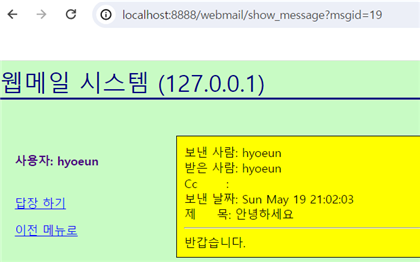 localhost:8888/webmail/show_message?msgid=19
웹메일 시스템 (127.0.0.1)
사용자: hyoeun
답장 하기
이전 메뉴로
보낸 사람: hyoeun
받은 사람: hyoeun
Cc :
보낸 날짜: Sun May 19 21:02:03
제 목: 안녕하세요
반갑습니다.